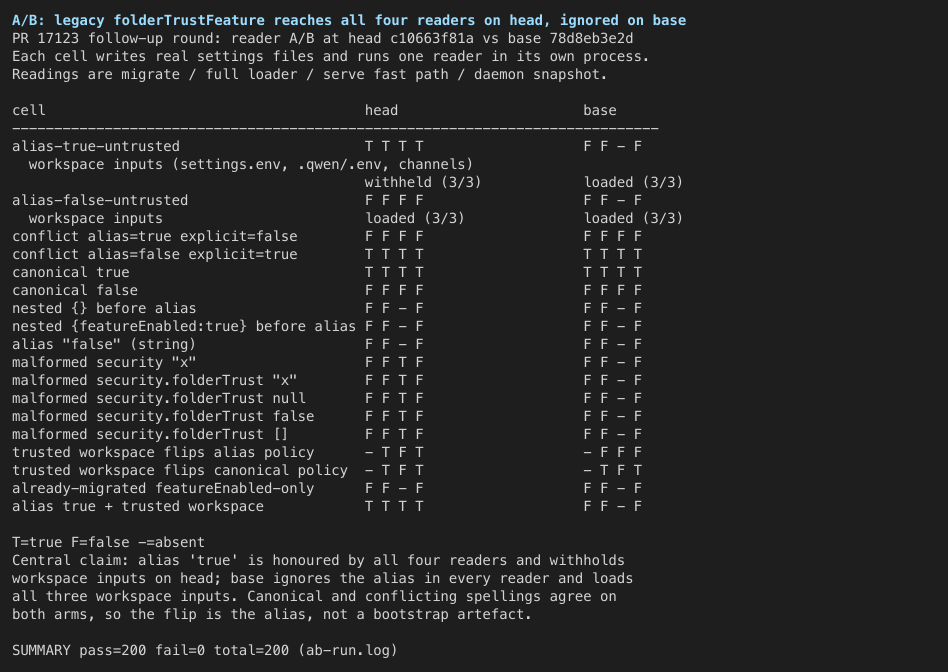 A/B: legacy folderTrustFeature reaches all four readers on head, ignored on base
PR 17123 follow-up round: reader A/B at head c10663f81a vs base 78d8eb3e2d
Each cell writes real settings files and runs one reader in its own process.
Readings are migrate / full loader / serve fast path / daemon snapshot.
cell head base
--------------------------------------------------------------------------------
alias-true-untrusted T T T T F F - F
workspace inputs (settings.env, .qwen/.env, channels)
withheld (3/3) loaded (3/3)
alias-false-untrusted F F F F F F - F
workspace inputs loaded (3/3) loaded (3/3)
conflict alias=true explicit=false F F F F F F F F
conflict alias=false explicit=true T T T T T T T T
canonical true T T T T T T T T
canonical false F F F F F F F F
nested {} before alias F F - F F F - F
nested {featureEnabled:true} before alias F F - F F F - F
alias "false" (string) F F - F F F - F
malformed security "x" F F T F F F - F
malformed security.folderTrust "x" F F T F F F - F
malformed security.folderTrust null F F T F F F - F
malformed security.folderTrust false F F T F F F - F
malformed security.folderTrust [] F F T F F F - F
trusted workspace flips alias policy - T F T - F F F
trusted workspace flips canonical policy - T F T - T F T
already-migrated featureEnabled-only F F - F F F - F
alias true + trusted workspace T T T T F F - F
T=true F=false -=absent
Central claim: alias 'true' is honoured by all four readers and withholds
workspace inputs on head; base ignores the alias in every reader and loads
all three workspace inputs. Canonical and conflicting spellings agree on
both arms, so the flip is the alias, not a bootstrap artefact.
SUMMARY pass=200 fail=0 total=200 (ab-run.log)